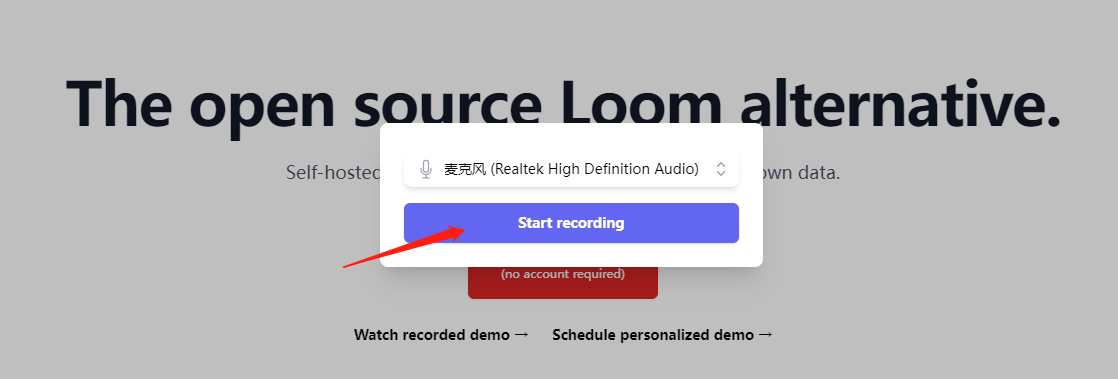 The open source Loom alternative.
Self-hosted
own data.
麦克风 (Realtek High Definition Audio)
Start recording
(no account required)
Watch recorded demo →
Schedule personalized demo →